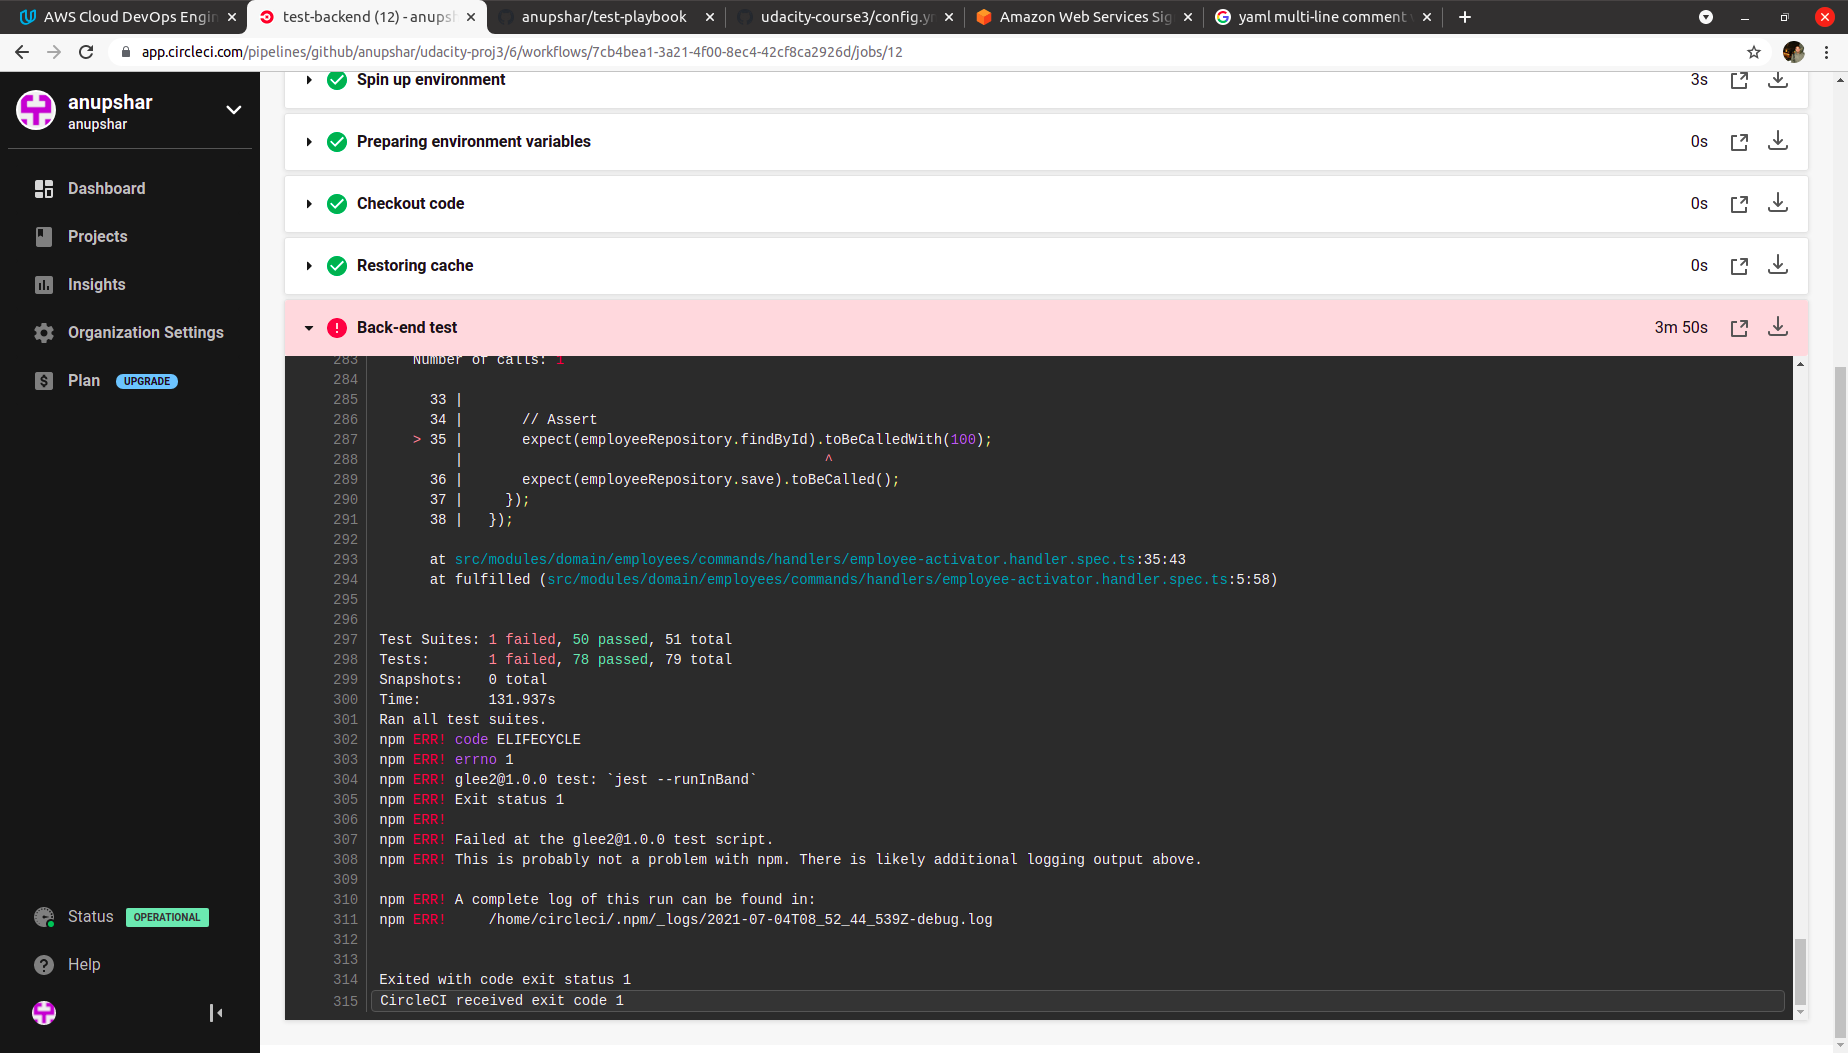 AWS Cloud DevOps Engin
test-backend (12) - anupsh
anupshar/test-playbook
udacity-course3/config.ym
Amazon Web Services Sig
yaml multi-line comment
app.circleci.com/pipelines/github/anupshar/udacity-proj3/6/workflows/7cb4bea1-3a21-4f00-8ec4-42cf8ca2926d/jobs/12
anupshar
anupshar
Dashboard
Projects
Insights
Organization Settings
Plan UPGRADE
Status OPERATIONAL
Help
Spin up environment 3s
Preparing environment variables 0s
Checkout code 0s
Restoring cache 0s
Back-end test 3m 50s
283 Number of calls: 1
284
285 33 |
286 34 | // Assert
287 > 35 | expect(employeeRepository.findById).toBeCalledWith(100);
288 | ^
289 36 | expect(employeeRepository.save).toBeCalled();
290 37 | });
291 38 | });
292
293 at src/modules/domain/employees/commands/handlers/employee-activator.handler.spec.ts:35:43
294 at fulfilled (src/modules/domain/employees/commands/handlers/employee-activator.handler.spec.ts:5:58)
295
296
297 Test Suites: 1 failed, 50 passed, 51 total
298 Tests: 1 failed, 78 passed, 79 total
299 Snapshots: 0 total
300 Time: 131.937s
301 Ran all test suites.
302 npm ERR! code ELIFECYCLE
303 npm ERR! errno 1
304 npm ERR! glee2@1.0.0 test: `jest --runInBand`
305 npm ERR! Exit status 1
306 npm ERR!
307 npm ERR! Failed at the glee2@1.0.0 test script.
308 npm ERR! This is probably not a problem with npm. There is likely additional logging output above.
309
310 npm ERR! A complete log of this run can be found in:
311 npm ERR! /home/circleci/.npm/_logs/2021-07-04T08_52_44_539Z-debug.log
312
313
314 Exited with code exit status 1
315 CircleCI received exit code 1